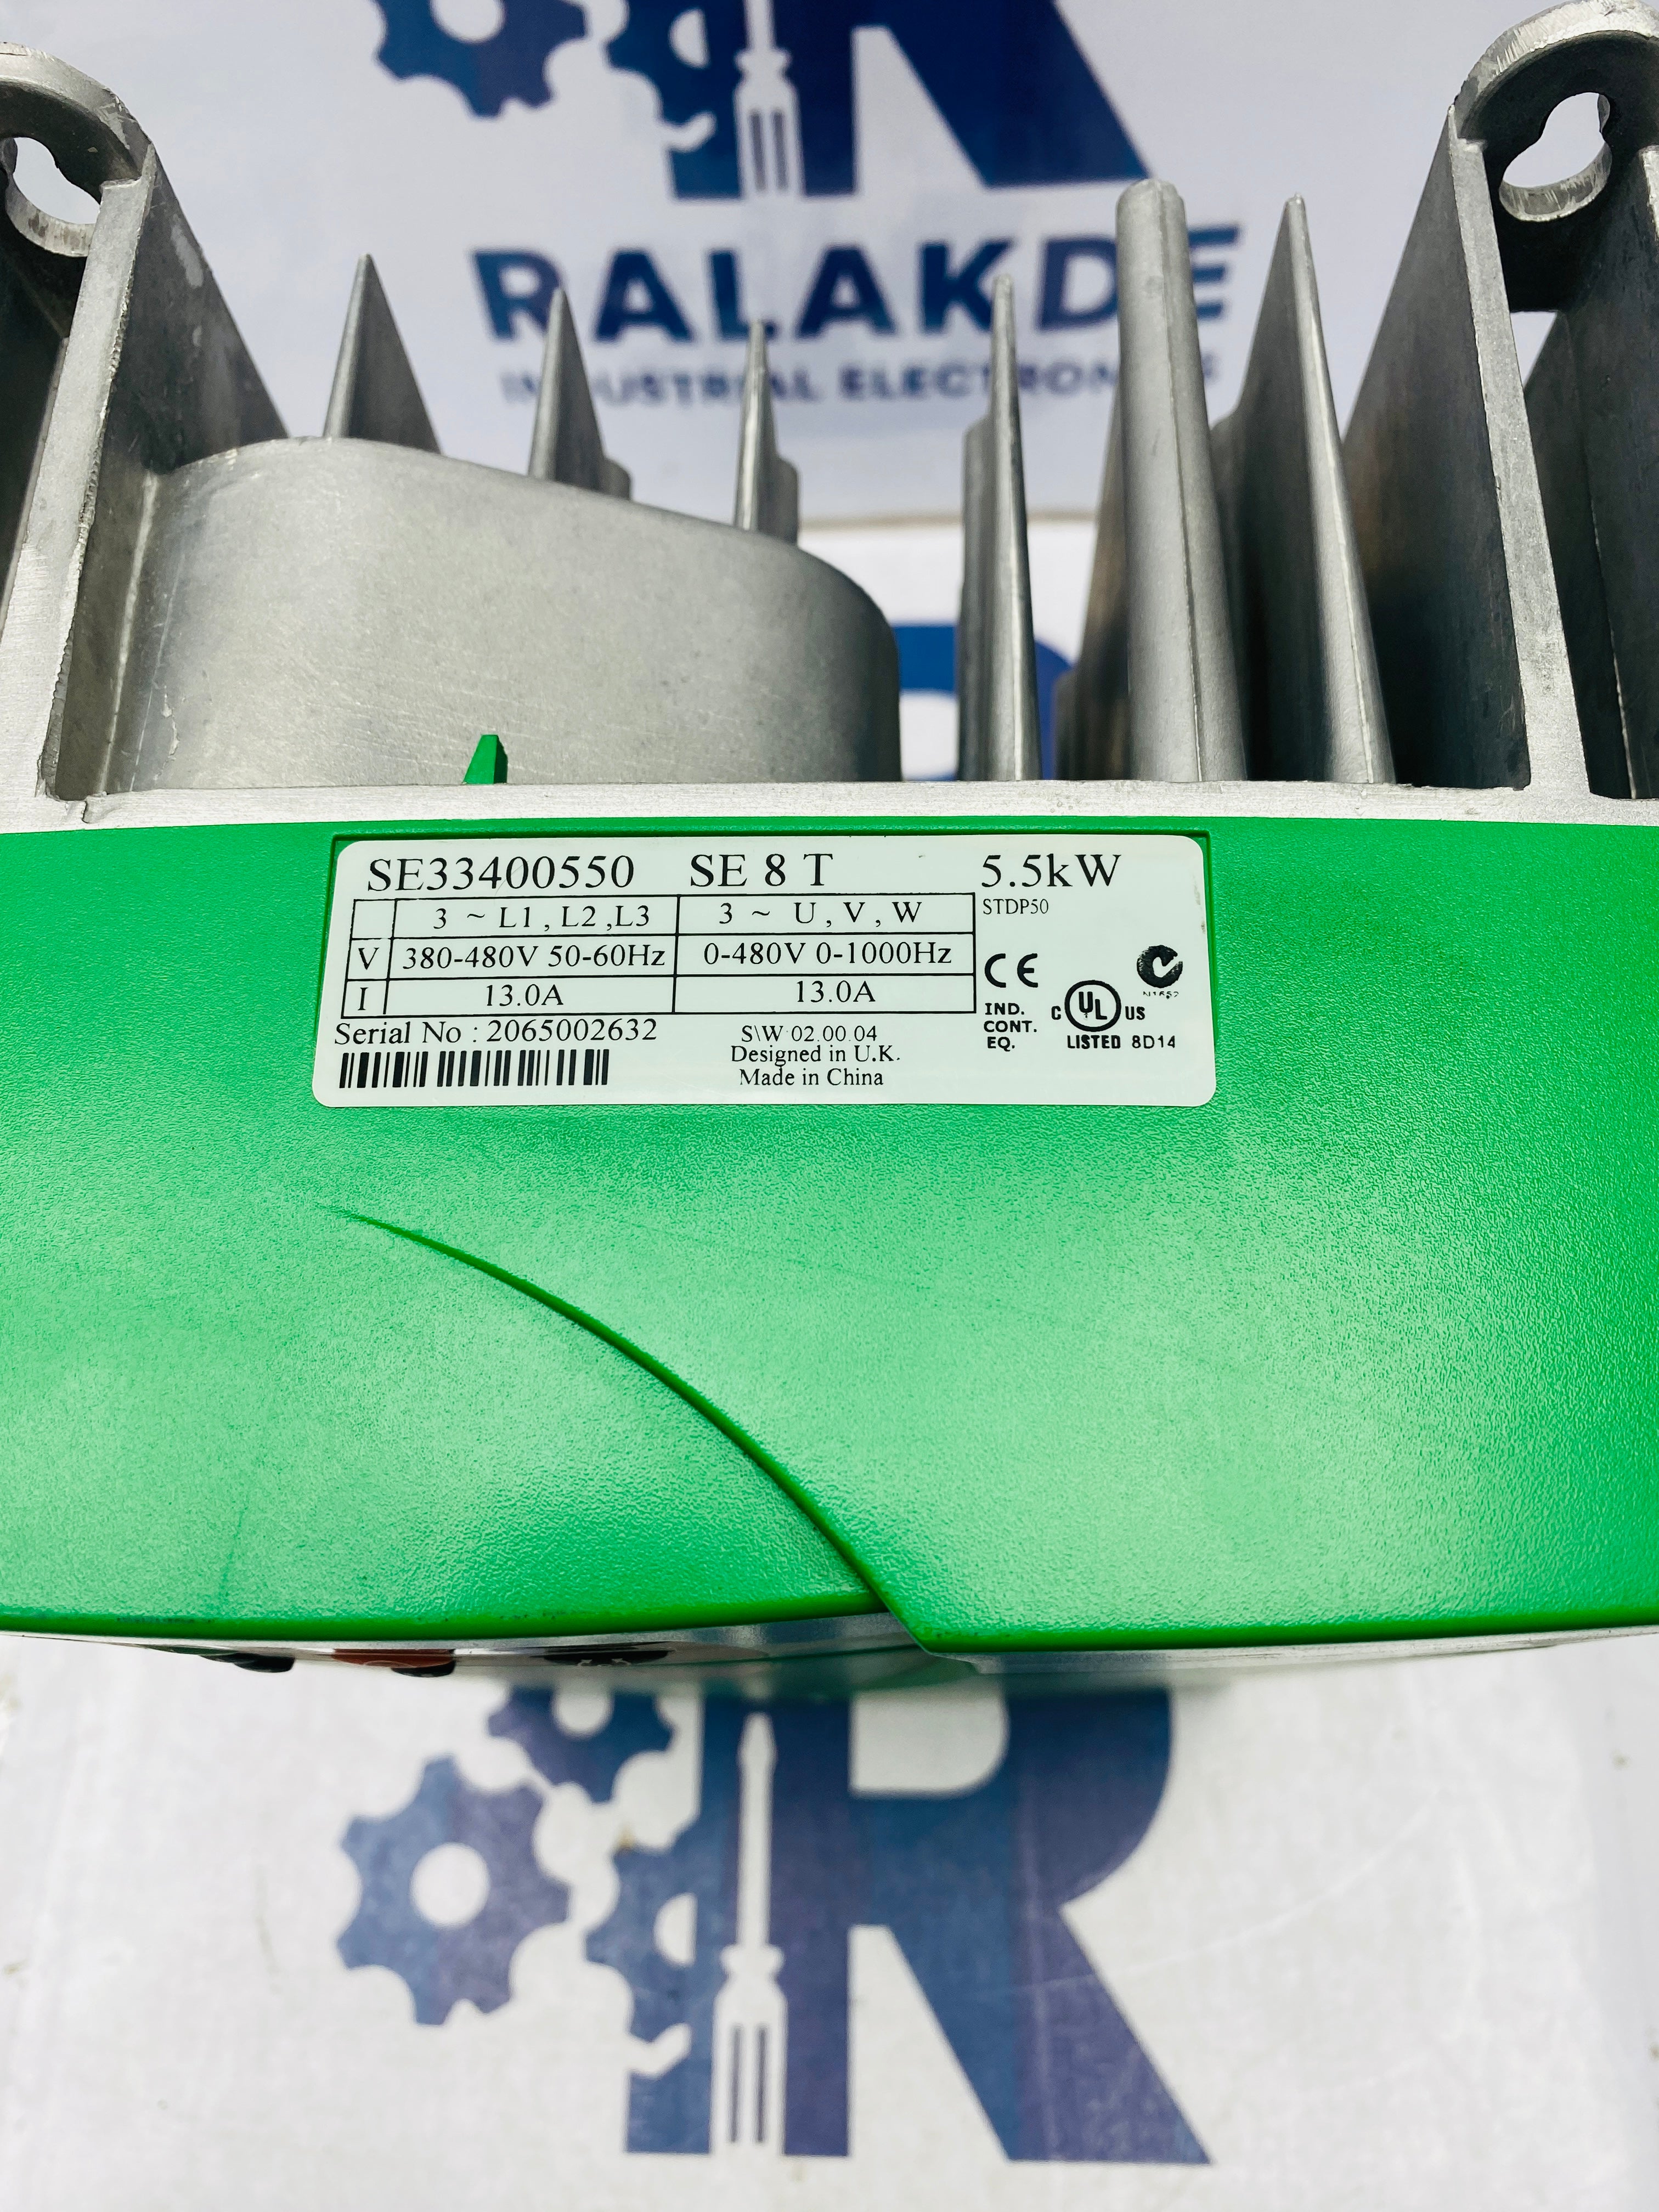 RALAKDE
INDUSTRIAL ELECTRONICS
SE33400550 SE 8 T 5.5kW
STDP50
3 ~ L1 , L2 ,L3 3 ~ U , V , W
V 380-480V 50-60Hz 0-480V 0-1000Hz
I 13.0A 13.0A
CE
Serial No : 2065002632
S\W 02.00.04
Designed in U.K.
Made in China
IND.
CONT.
EQ.
C UL US
LISTED 8D14
R